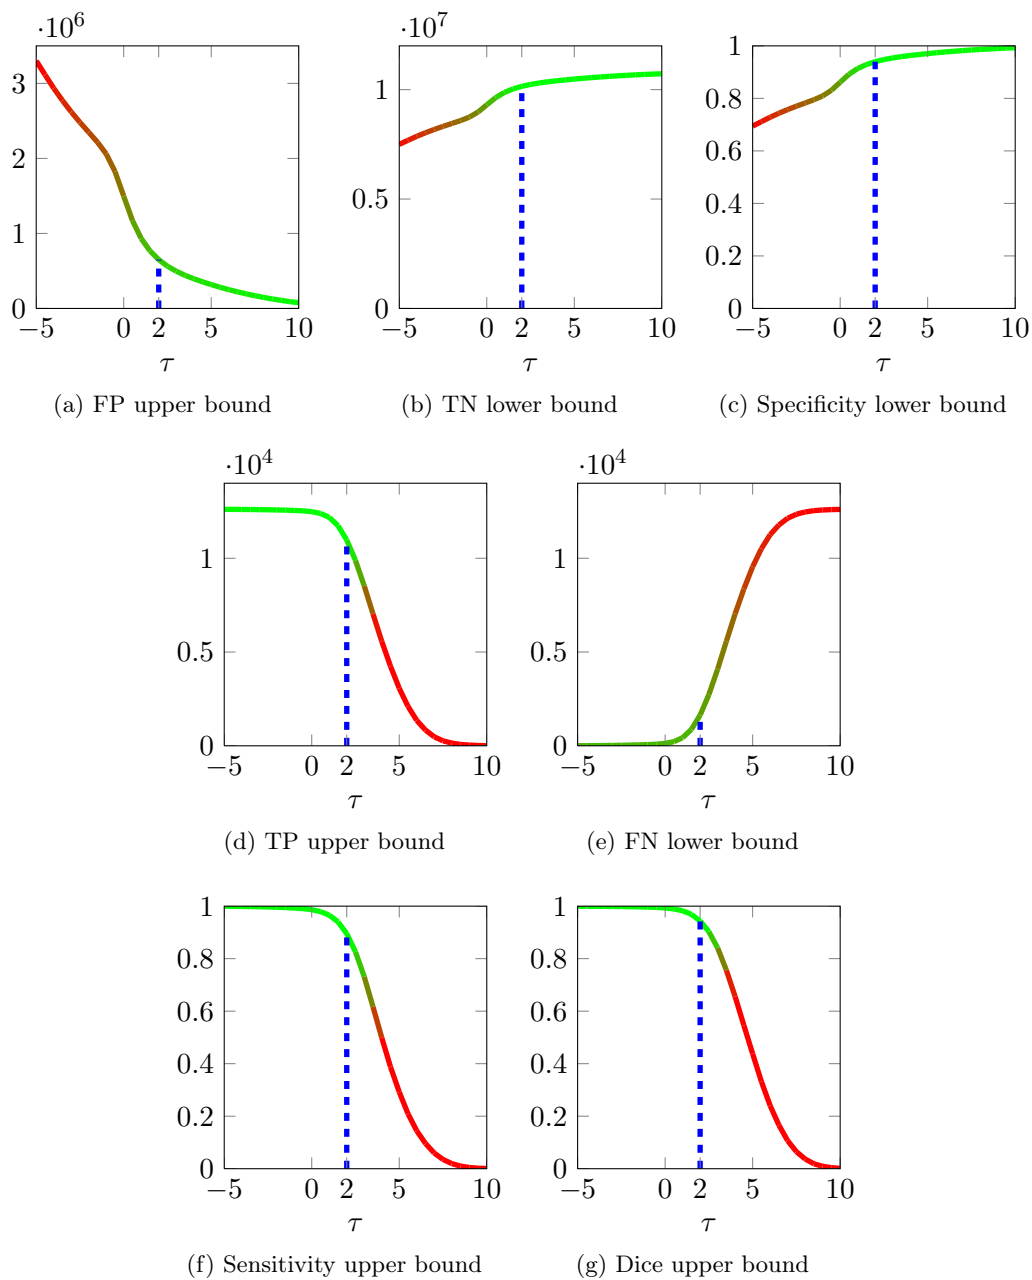 ·10^6
3
2
1
0
−5 0 2 5 10
τ
(a) FP upper bound
·10^7
1
0.5
0
−5 0 2 5 10
τ
(b) TN lower bound
1
0.8
0.6
0.4
0.2
0
−5 0 2 5 10
τ
(c) Specificity lower bound
·10^4
1
0.5
0
−5 0 2 5 10
τ
(d) TP upper bound
·10^4
1
0.5
0
−5 0 2 5 10
τ
(e) FN lower bound
1
0.8
0.6
0.4
0.2
0
−5 0 2 5 10
τ
(f) Sensitivity upper bound
1
0.8
0.6
0.4
0.2
0
−5 0 2 5 10
τ
(g) Dice upper bound